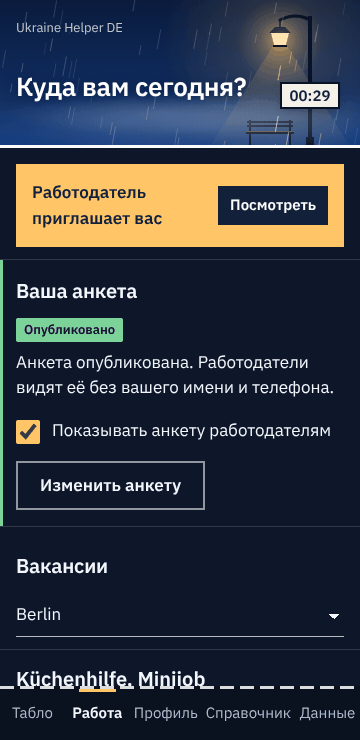 Ukraine Helper DE
Куда вам сегодня?
00:29
Работодатель
приглашает вас
Посмотреть
Ваша анкета
Опубликовано
Анкета опубликована. Работодатели
видят её без вашего имени и телефона.
Показывать анкету работодателям
Изменить анкету
Вакансии
Berlin
Küchenhilfe, Minijob
Табло Работа Профиль Справочник Данные